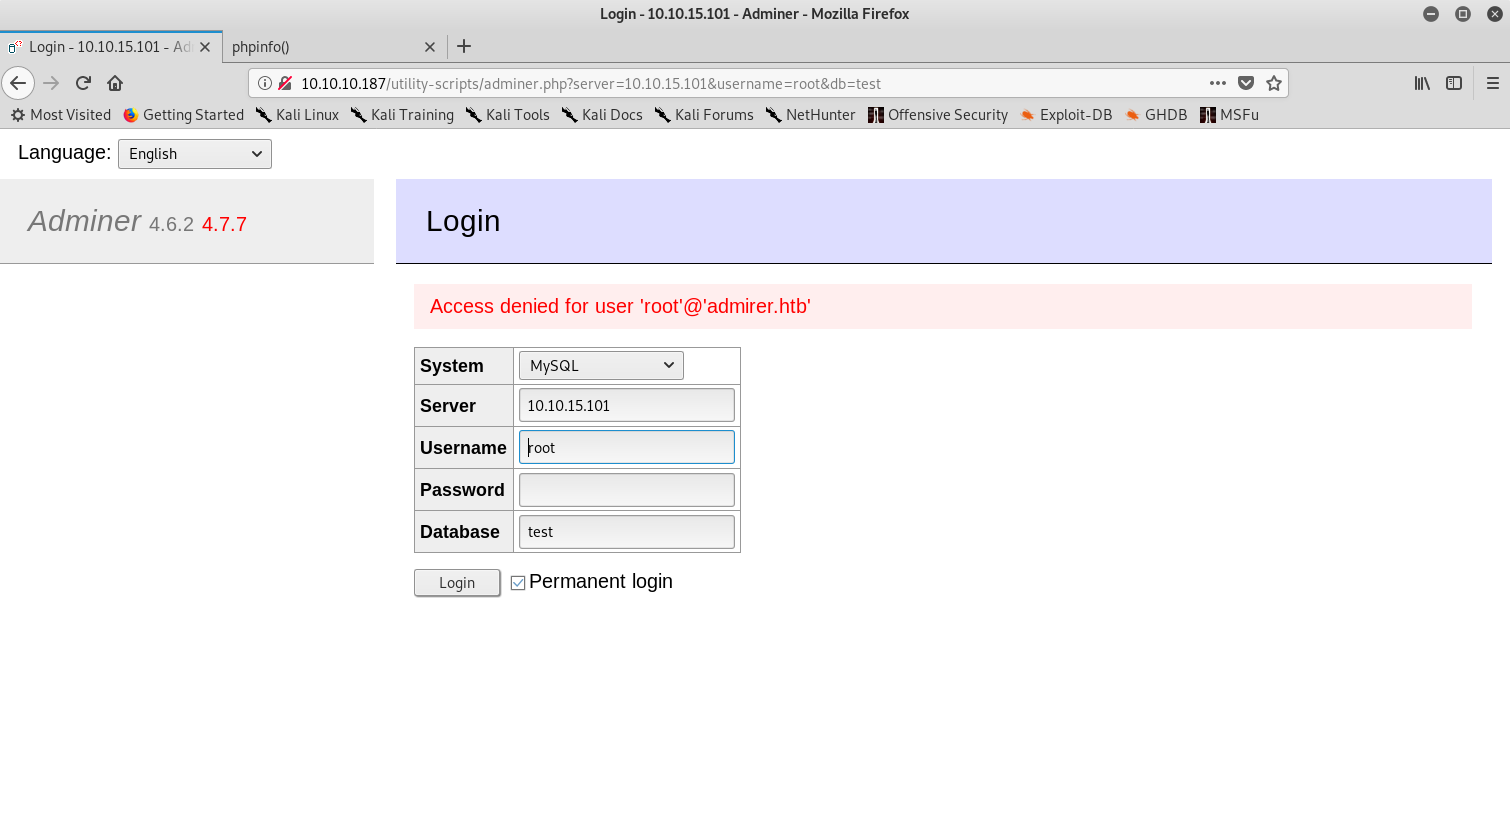 Login - 10.10.15.101 - Adminer - Mozilla Firefox
Login - 10.10.15.101 - Ad
phpinfo()
10.10.10.187/utility-scripts/adminer.php?server=10.10.15.101&username=root&db=test
Most Visited Getting Started Kali Linux Kali Training Kali Tools Kali Docs Kali Forums NetHunter Offensive Security Exploit-DB GHDB MSFu
Language: English
Adminer 4.6.2 4.7.7
Login
Access denied for user 'root'@'admirer.htb'
System MySQL
Server 10.10.15.101
Username root
Password
Database test
Login Permanent login